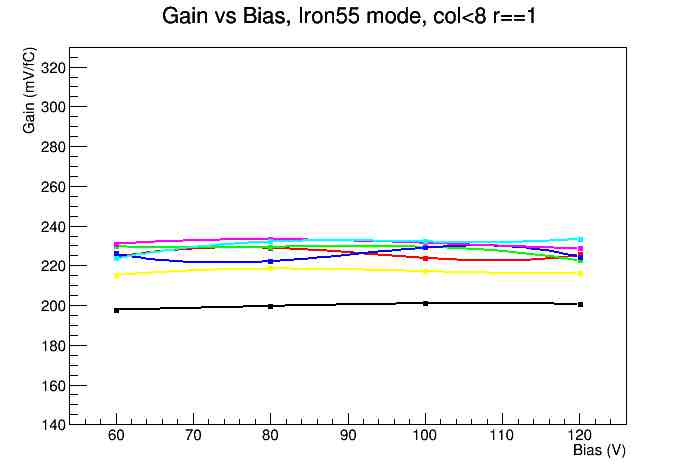 Gain vs Bias, Iron55 mode, col<8 r==1
Gain (mV/fC)
320
300
280
260
240
220
200
180
160
140
60 70 80 90 100 110 120
Bias (V)